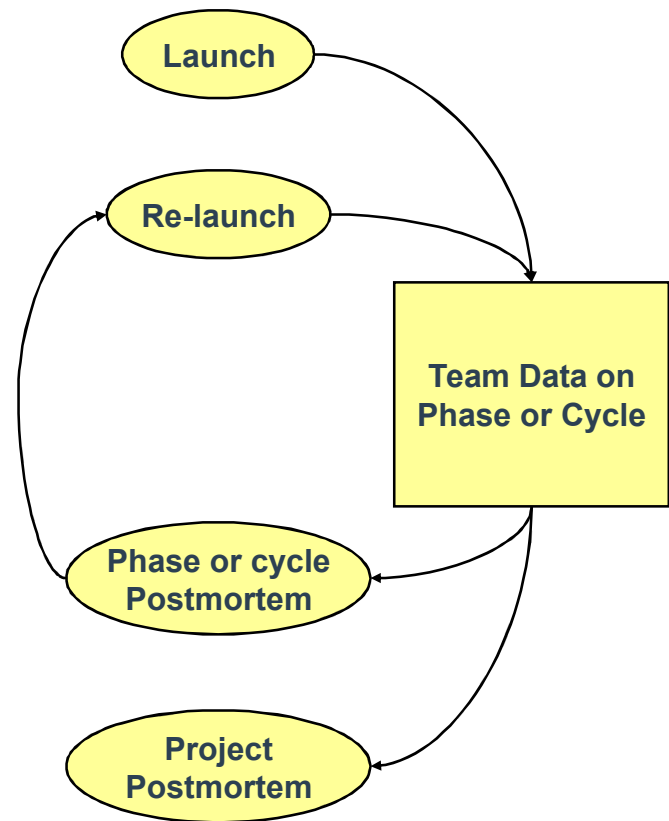 Launch
Re-launch
Team Data on
Phase or Cycle
Phase or cycle
Postmortem
Project
Postmortem